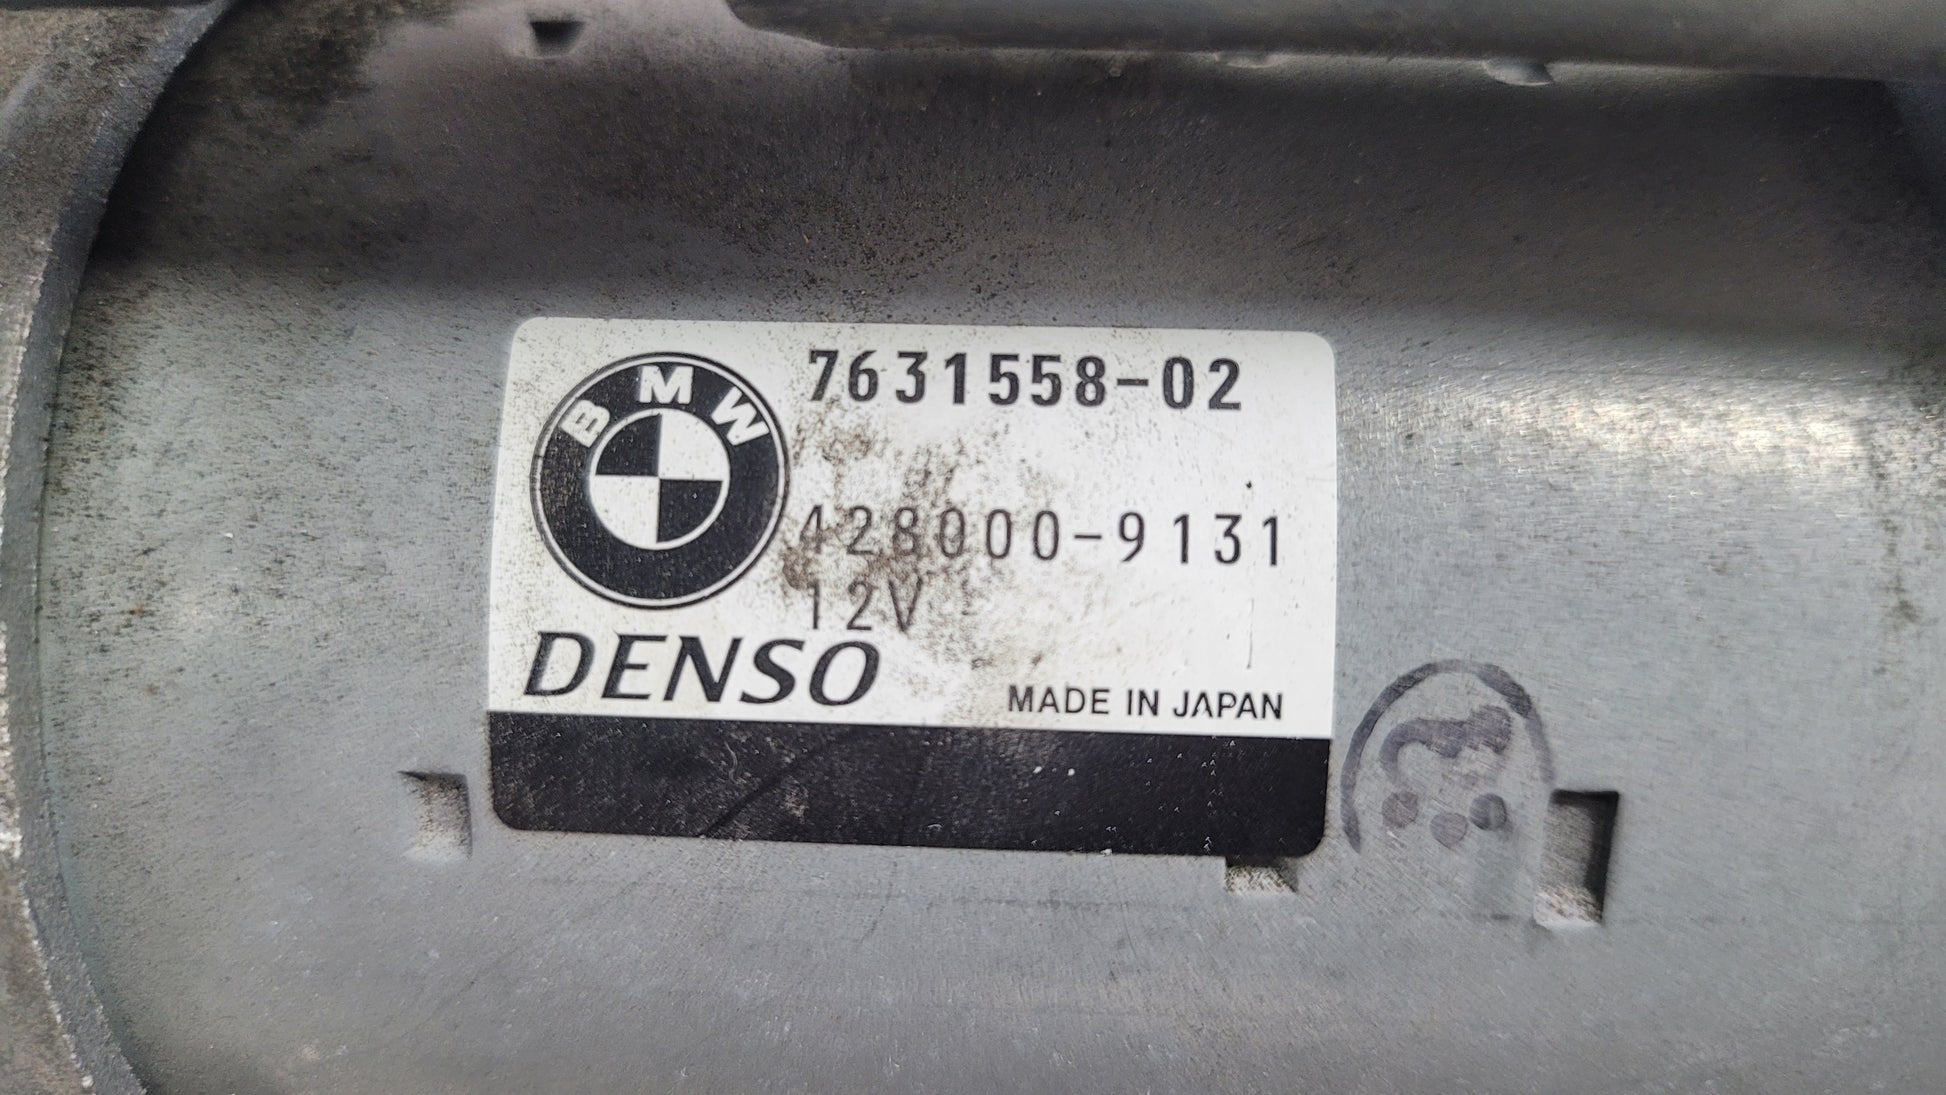 BMW
7631558-02
428000-9131
12V
DENSO
MADE IN JAPAN